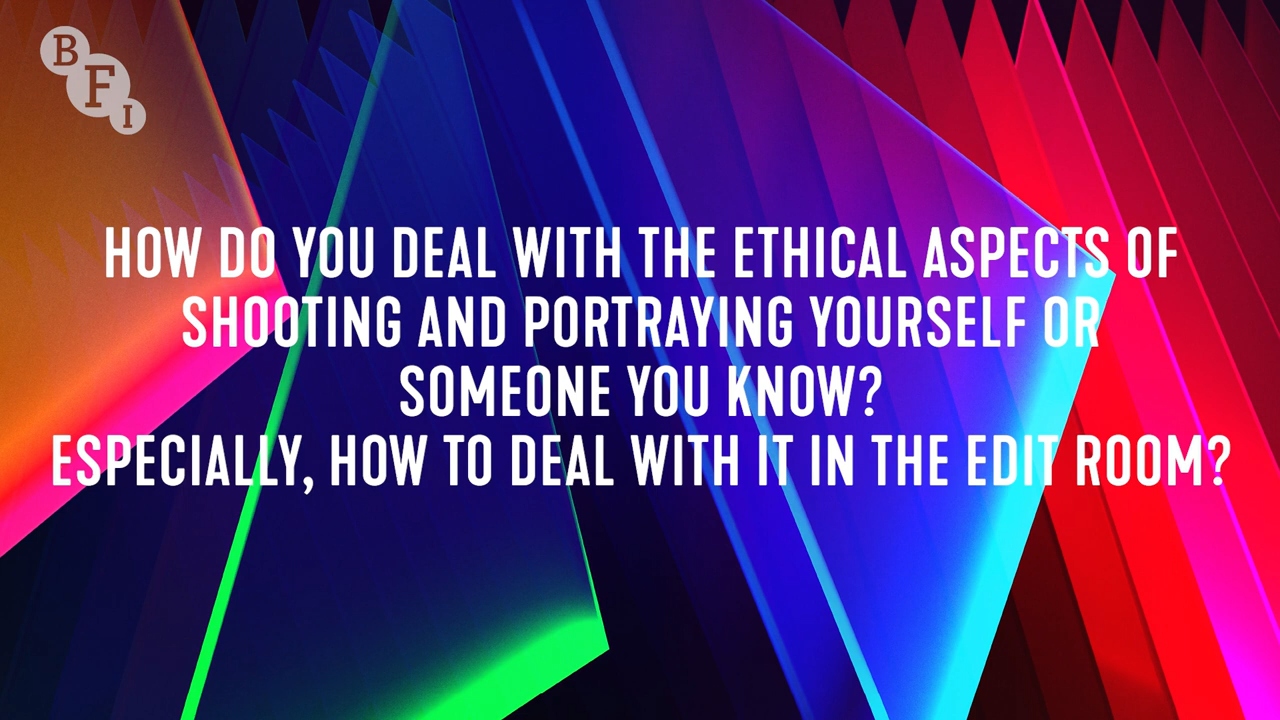 BFI
HOW DO YOU DEAL WITH THE ETHICAL ASPECTS OF
SHOOTING AND PORTRAYING YOURSELF OR
SOMEONE YOU KNOW?
ESPECIALLY, HOW TO DEAL WITH IT IN THE EDIT ROOM?